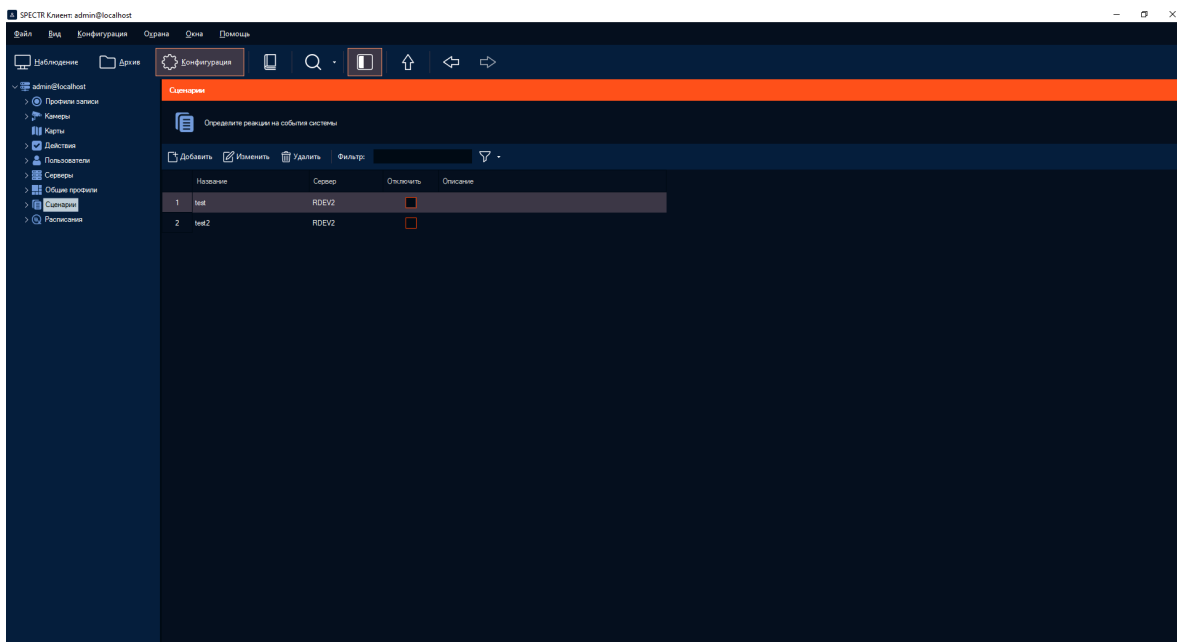 SPECTR Клиент: admin@localhost
Файл Вид Конфигурация Охрана Окна Помощь
Наблюдение Архив Конфигурация
admin@localhost
Профили записи
Камеры
Карты
Действия
Пользователи
Серверы
Общие профили
Сценарии
Расписания
Сценарии
Определите реакции на события системы
Добавить Изменить Удалить Фильтр:
Название Сервер Отключить Описание
1 test RDEV2
2 test2 RDEV2